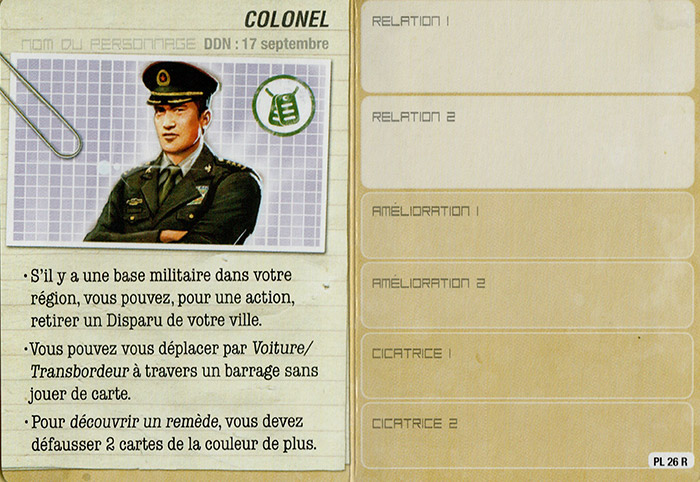 COLONEL
NOM DU PERSONNAGE DDN : 17 septembre
· S'il y a une base militaire dans votre
région, vous pouvez, pour une action,
retirer un Disparu de votre ville.
· Vous pouvez vous déplacer par Voiture/
Transbordeur à travers un barrage sans
jouer de carte.
· Pour découvrir un remède, vous devez
défausser 2 cartes de la couleur de plus.
RELATION 1
RELATION 2
AMÉLIORATION 1
AMÉLIORATION 2
CICATRICE 1
CICATRICE 2
PL 26 R